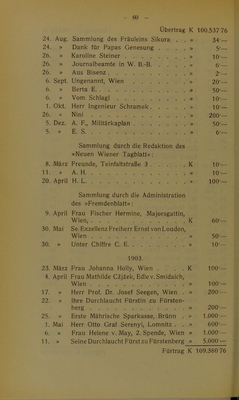 — 60 —
Übertrag K 100.537·76
24. Aug. Sammlung des Fräuleins Sikora . . » 34·—
24. » Dank für Papas Genesung . . » 5·—
26. » Karoline Steiner . . . » 10·—
26. » Journalbeamte in W. B.-B. . . » 6·—
26. » Aus Bisenz . . . » 2·—
6. Sept. Ungenannt, Wien . . » 20·—
6. » Berta E. . . » 50·—
6. » Vom Schlagl . . » 10·—
1. Okt. Herr Ingenieur Schramek . . » 10·—
26. » Nini . . » 200·—
5. Dez. A. F., Militärkaplan . . » 50·—
5. » E. S. . . » 6·—
Sammlung durch die Redaktion des
»Neuen Wiener Tagblatt«:
8. März Freunde, Teinfaltstraße 3 . . K 10·—
11. » A. H. . . » 10·—
20. April H. L. . . » 100·—
Sammlung durch die Administration
des »Fremdenblatt«:
9. April Frau Fischer Hermine, Majorsgattin,
Wien, . . K 60·—
30. Mai Se Exzellenz Freiherr Ernst von Loudon,
Wien . . » 50·—
30. » Unter Chiffre C. E. . . » 10·—
1903.
23. März Frau Johanna Holly, Wien . . K 100·—
4. April Frau Mathilde Edle v. Smidaich,
Wien . . » 100·—
17. » Herr Prof. Dr. Josef Seegen, Wien . » 200·—
22. » Ihre Durchlaucht Fürstin zu Fürsten-
berg . . » 200·—
25. » Erste Mährische Sparkasse, Brünn . » 1.000·—
1. Mai Herr Otto Graf Serenyi, Lomnitz . . » 600·—
6. » Frau Helene v. May, 2. Spende, Wien » 1.000·—
11. » Seine Durchlaucht Fürst zu Fürstenberg » 5.000·—
Fürtrag K 109.360·76